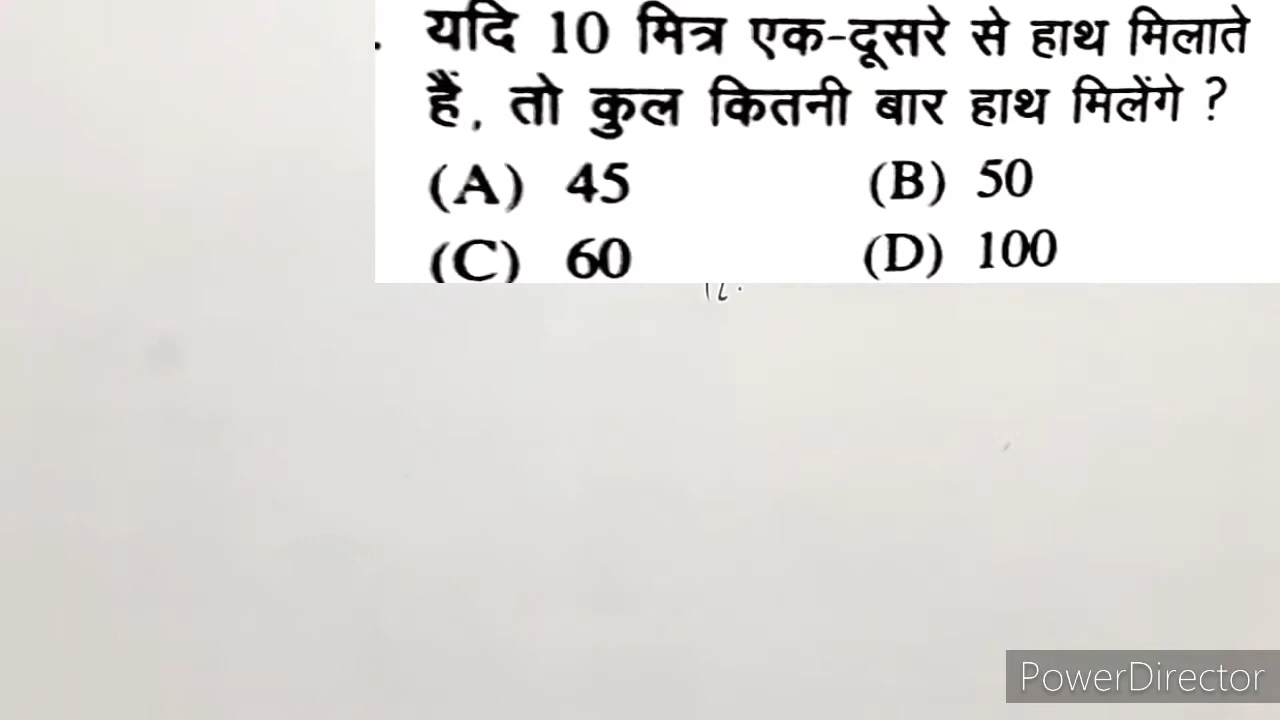 . यदि 10 मित्र एक-दूसरे से हाथ मिलाते
हैं, तो कुल कितनी बार हाथ मिलेंगे ?
(A) 45 (B) 50
(C) 60 (D) 100
PowerDirector